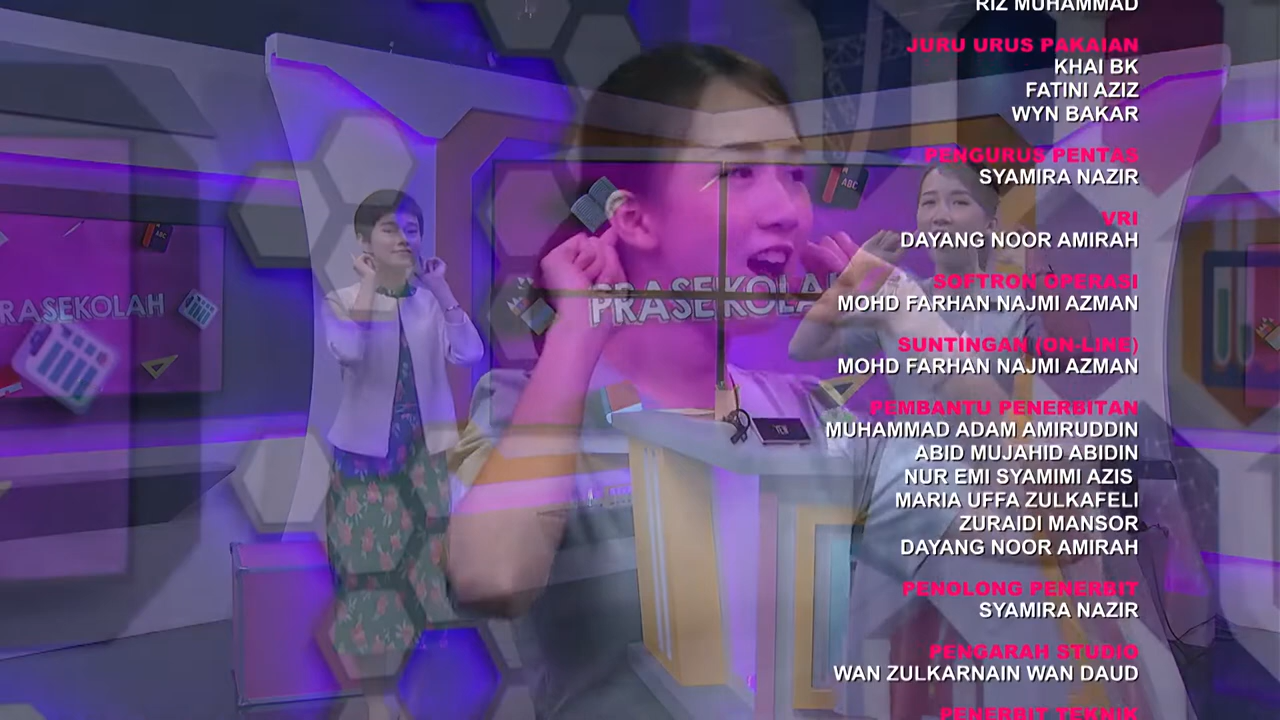 RIZ MUHAMMAD
JURU URUS PAKAIAN
KHAI BK
FATINI AZIZ
WYN BAKAR
PENGURUS PENTAS
SYAMIRA NAZIR
VRI
DAYANG NOOR AMIRAH
SOFTRON OPERASI
MOHD FARHAN NAJMI AZMAN
SUNTINGAN (ON-LINE)
MOHD FARHAN NAJMI AZMAN
PEMBANTU PENERBITAN
MUHAMMAD ADAM AMIRUDDIN
ABID MUJAHID ABIDIN
NUR EMI SYAMIMI AZIS
MARIA UFFA ZULKAFELI
ZURAIDI MANSOR
DAYANG NOOR AMIRAH
PENOLONG PENERBIT
SYAMIRA NAZIR
PENGARAH STUDIO
WAN ZULKARNAIN WAN DAUD
PENERBIT TEKNIK
RASEKOLAH
PRASEKOLAH
ABC